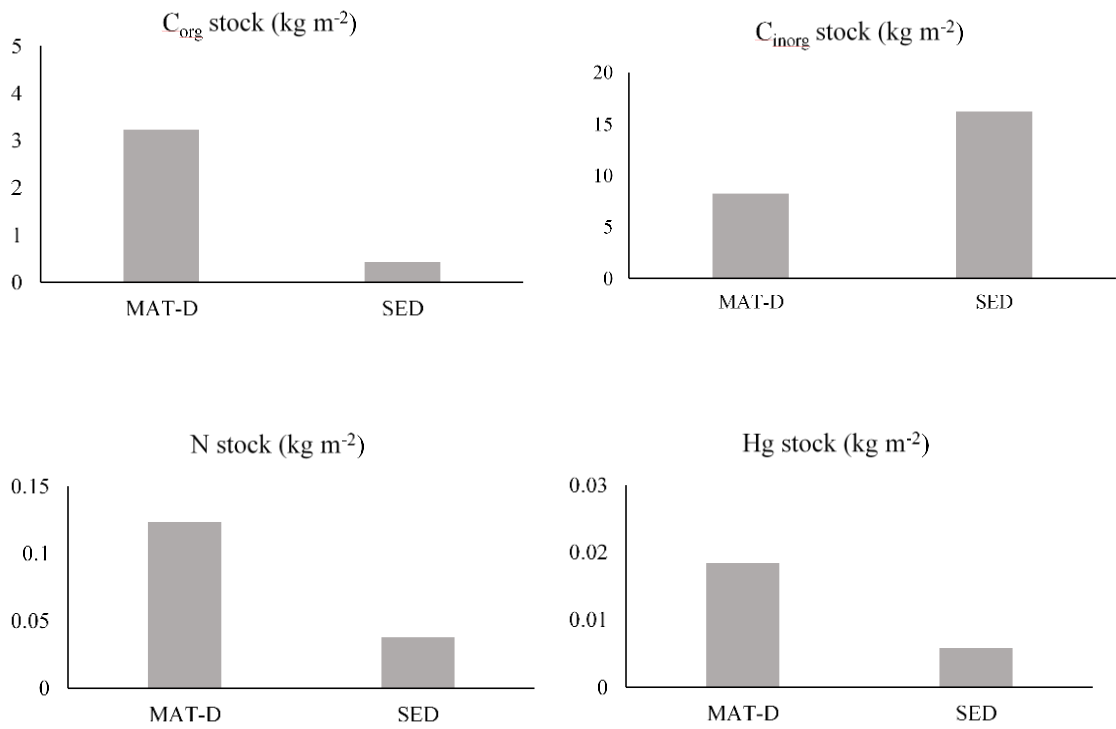 C_org stock (kg m⁻²)
5
4
3
2
1
0
MAT-D SED
C_inorg stock (kg m⁻²)
20
15
10
5
0
MAT-D SED
N stock (kg m⁻²)
0.15
0.1
0.05
0
MAT-D SED
Hg stock (kg m⁻²)
0.03
0.02
0.01
0
MAT-D SED